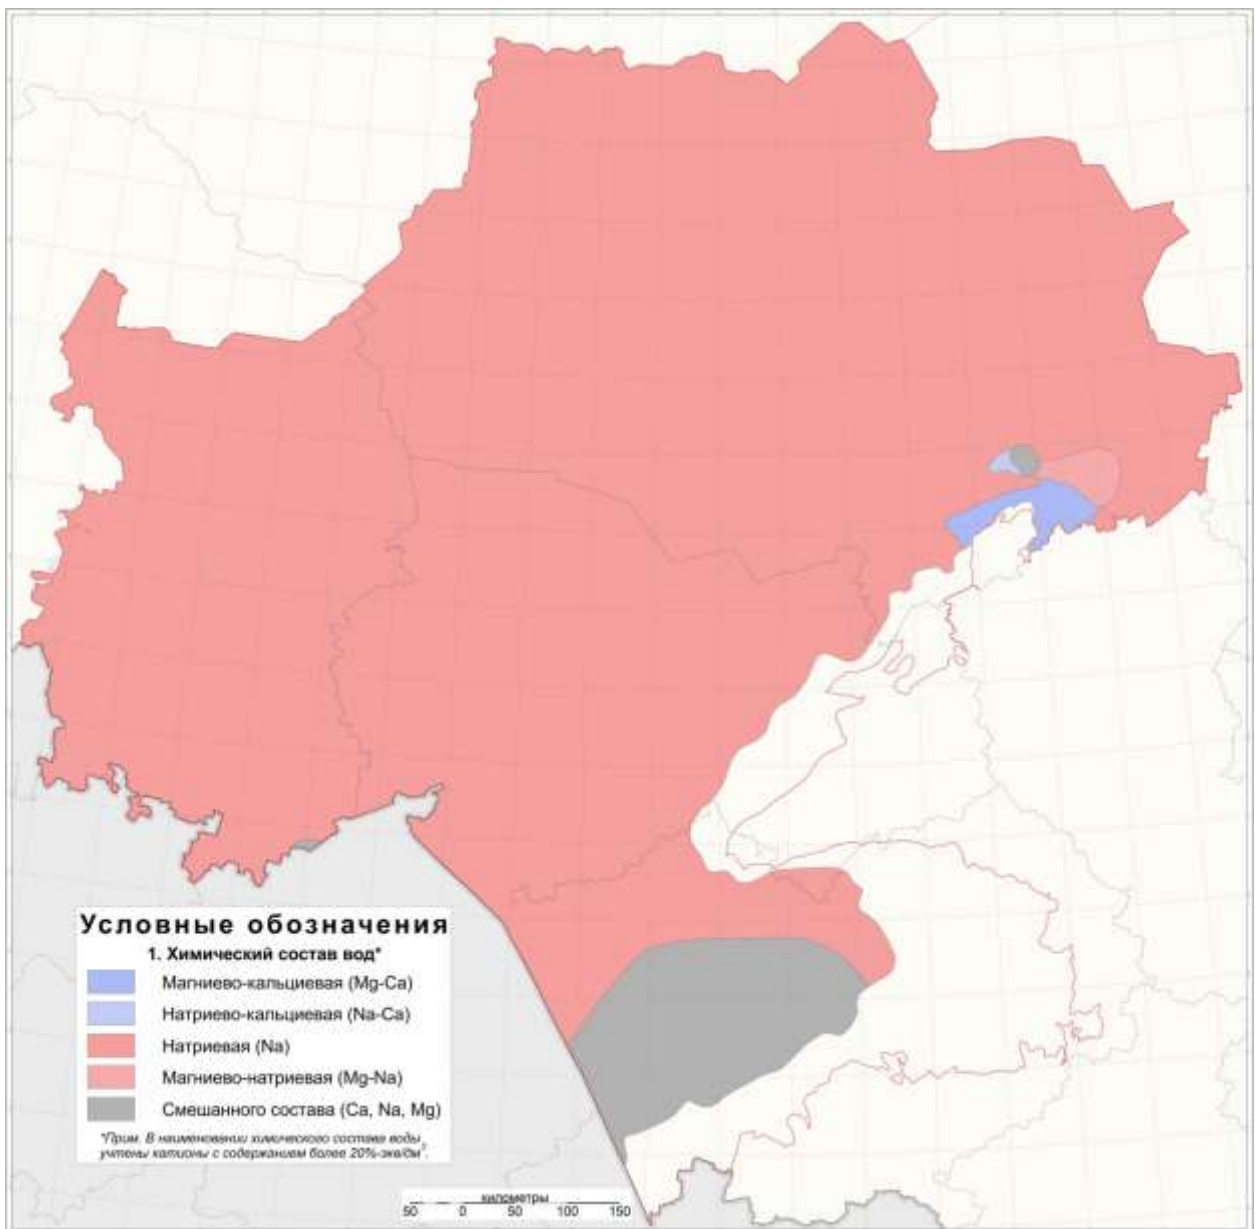 Условные обозначения
1. Химический состав вод*
Магниево-кальциевая (Mg-Ca)
Натриево-кальциевая (Na-Ca)
Натриевая (Na)
Магниево-натриевая (Mg-Na)
Смешанного состава (Ca, Na, Mg)
*Прим. В наименовании химического состава воды
учтены катионы с содержанием более 20%-экв/дм³.
километры
50 0 50 100 150